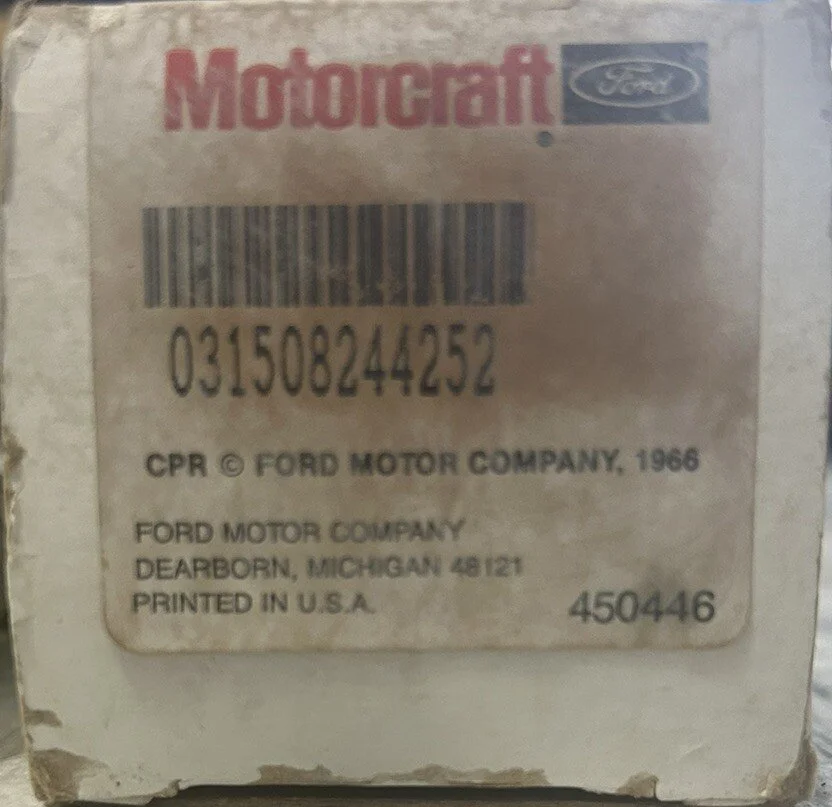 Motorcraft Ford
031508244252
CPR © FORD MOTOR COMPANY, 1966
FORD MOTOR COMPANY
DEARBORN, MICHIGAN 48121
PRINTED IN U.S.A. 450446